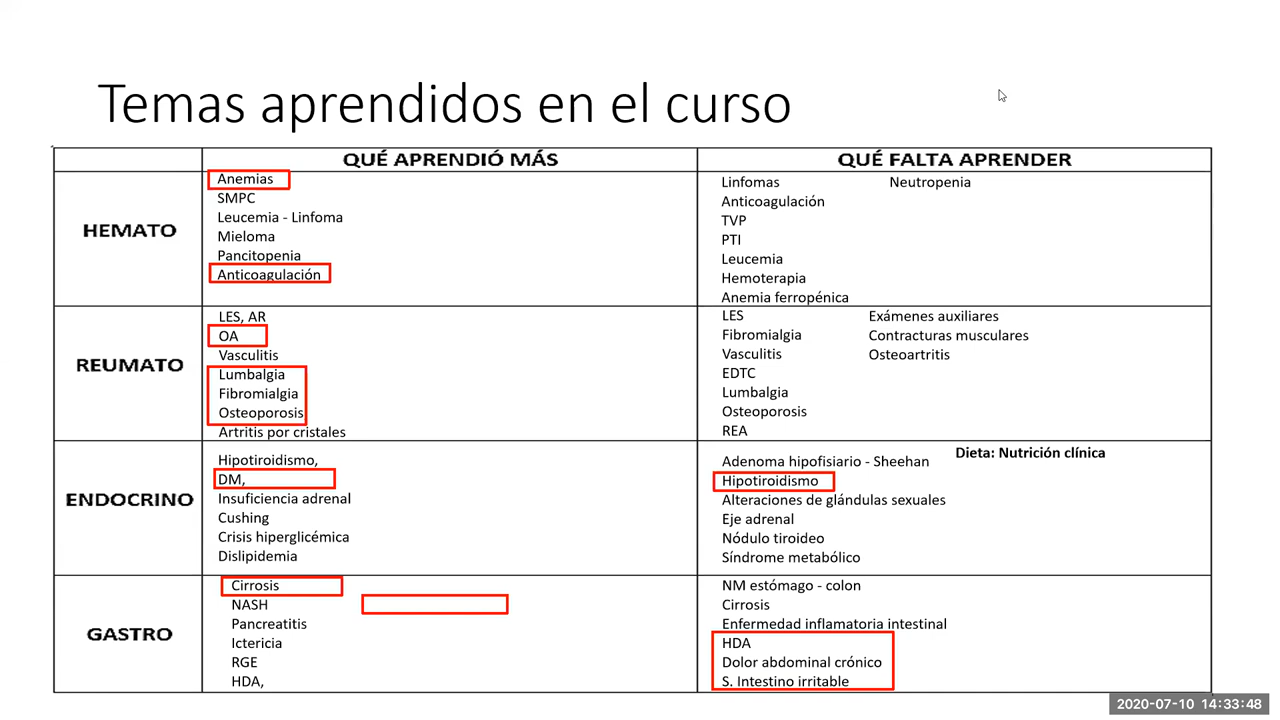 Temas aprendidos en el curso
QUÉ APRENDIÓ MÁS
QUÉ FALTA APRENDER
HEMATO
Anemias
SMPC
Leucemia - Linfoma
Mieloma
Pancitopenia
Anticoagulación
Linfomas
Anticoagulación
TVP
PTI
Leucemia
Hemoterapia
Anemia ferropénica
Neutropenia
REUMATO
LES, AR
OA
Vasculitis
Lumbalgia
Fibromialgia
Osteoporosis
Artritis por cristales
LES
Fibromialgia
Vasculitis
EDTC
Lumbalgia
Osteoporosis
REA
Exámenes auxiliares
Contracturas musculares
Osteoartritis
ENDOCRINO
Hipotiroidismo,
DM,
Insuficiencia adrenal
Cushing
Crisis hiperglicémica
Dislipidemia
Adenoma hipofisiario - Sheehan
Hipotiroidismo
Alteraciones de glándulas sexuales
Eje adrenal
Nódulo tiroideo
Síndrome metabólico
Dieta: Nutrición clínica
GASTRO
Cirrosis
NASH
Pancreatitis
Ictericia
RGE
HDA,
NM estómago - colon
Cirrosis
Enfermedad inflamatoria intestinal
HDA
Dolor abdominal crónico
S. Intestino irritable
2020-07-10 14:33:48